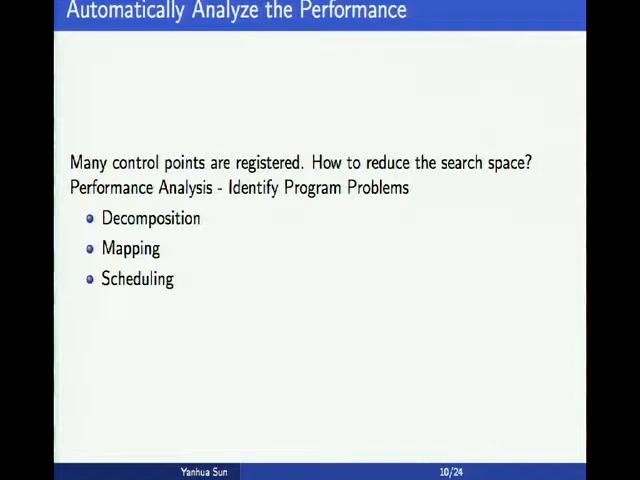 Automatically Analyze the Performance
Many control points are registered. How to reduce the search space?
Performance Analysis - Identify Program Problems
Decomposition
Mapping
Scheduling
Yanhua Sun
10/24